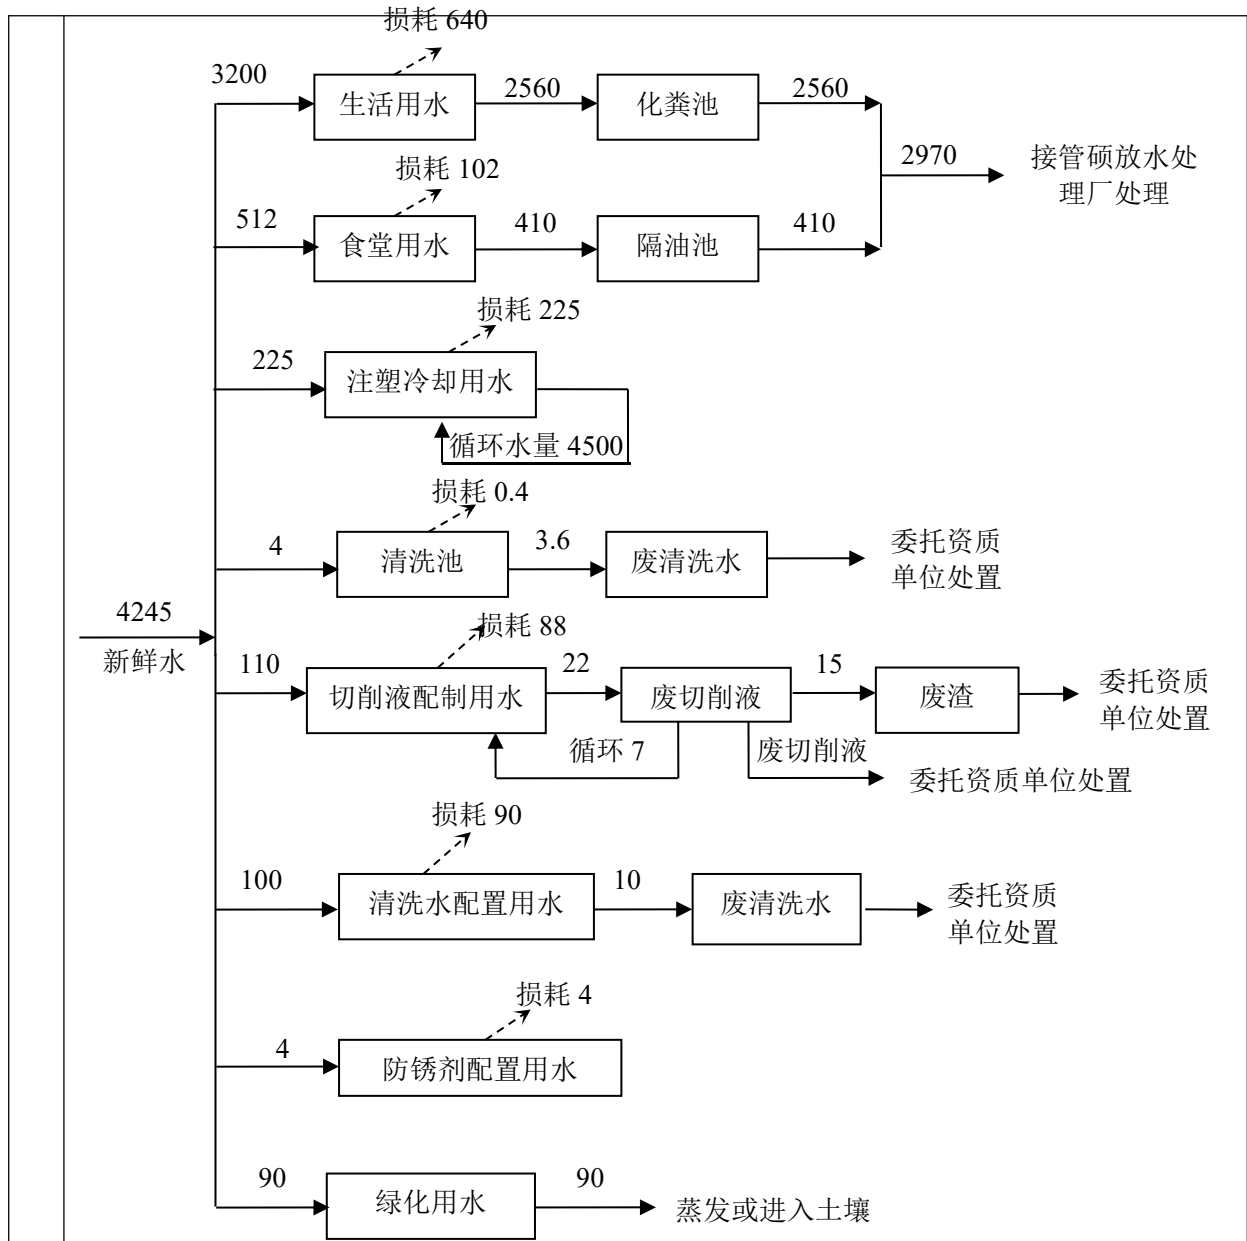 损耗 640
3200
生活用水
2560
化粪池
2560
2970
接管硕放水处
理厂处理
损耗 102
512
食堂用水
410
隔油池
410
损耗 225
225
注塑冷却用水
循环水量 4500
损耗 0.4
4
清洗池
3.6
废清洗水
委托资质
单位处置
4245
新鲜水
损耗 88
110
切削液配制用水
22
废切削液
15
废渣
委托资质
单位处置
循环 7
废切削液
委托资质单位处置
损耗 90
100
清洗水配置用水
10
废清洗水
委托资质
单位处置
损耗 4
4
防锈剂配置用水
90
绿化用水
90
蒸发或进入土壤